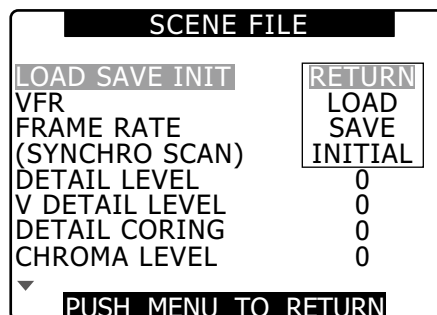 SCENE FILE
LOAD SAVE INIT RETURN
VFR LOAD
FRAME RATE SAVE
(SYNCHRO SCAN) INITIAL
DETAIL LEVEL 0
V DETAIL LEVEL 0
DETAIL CORING 0
CHROMA LEVEL 0
PUSH MENU TO RETURN